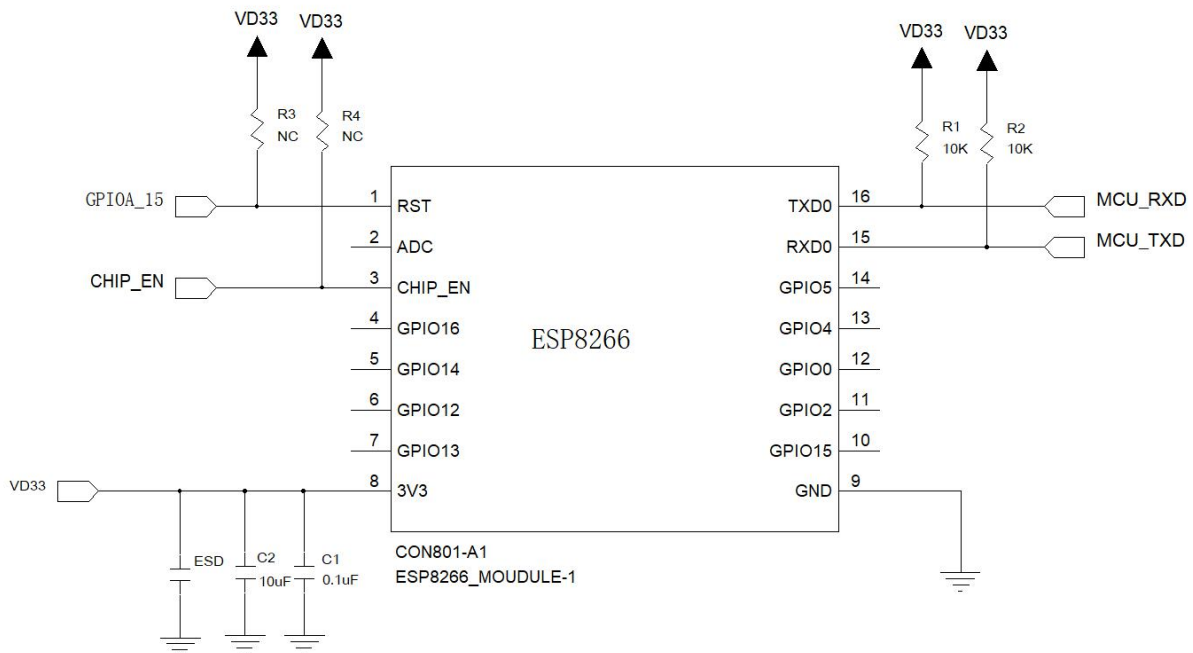 VD33
VD33
VD33
VD33
R3
NC
R4
NC
R1
10K
R2
10K
GPIOA_15
1
RST
TXD0
16
MCU_RXD
2
ADC
RXD0
15
MCU_TXD
CHIP_EN
3
CHIP_EN
GPIO5
14
4
GPIO16
GPIO4
13
ESP8266
5
GPIO14
GPIO0
12
6
GPIO12
GPIO2
11
7
GPIO13
GPIO15
10
VD33
8
3V3
GND
9
ESD
C2
10uF
C1
0.1uF
CON801-A1
ESP8266_MOUDULE-1